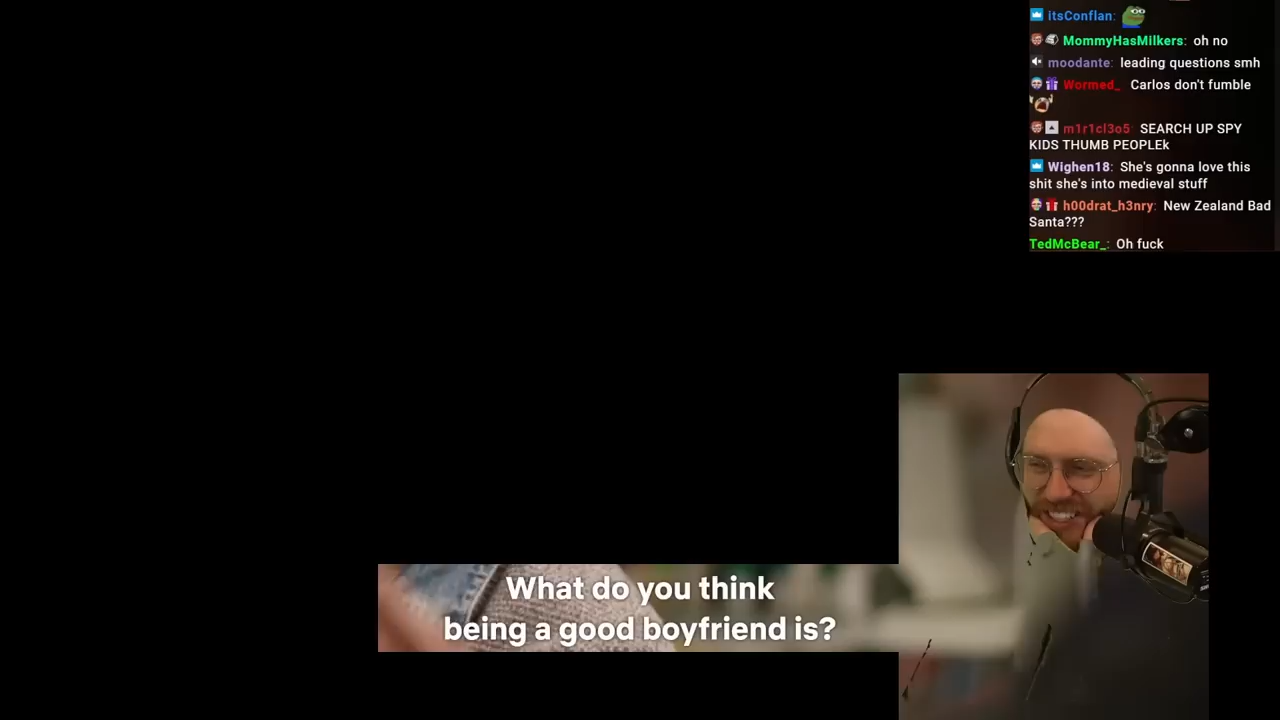 itsConflan:
MommyHasMilkers: oh no
moodante: leading questions smh
Wormed_ Carlos don't fumble
m1r1cl3o5: SEARCH UP SPY
KIDS THUMB PEOPLEk
Wighen18: She's gonna love this
shit she's into medieval stuff
h00drat_h3nry: New Zealand Bad
Santa???
TedMcBear_: Oh fuck
What do you think
being a good boyfriend is?